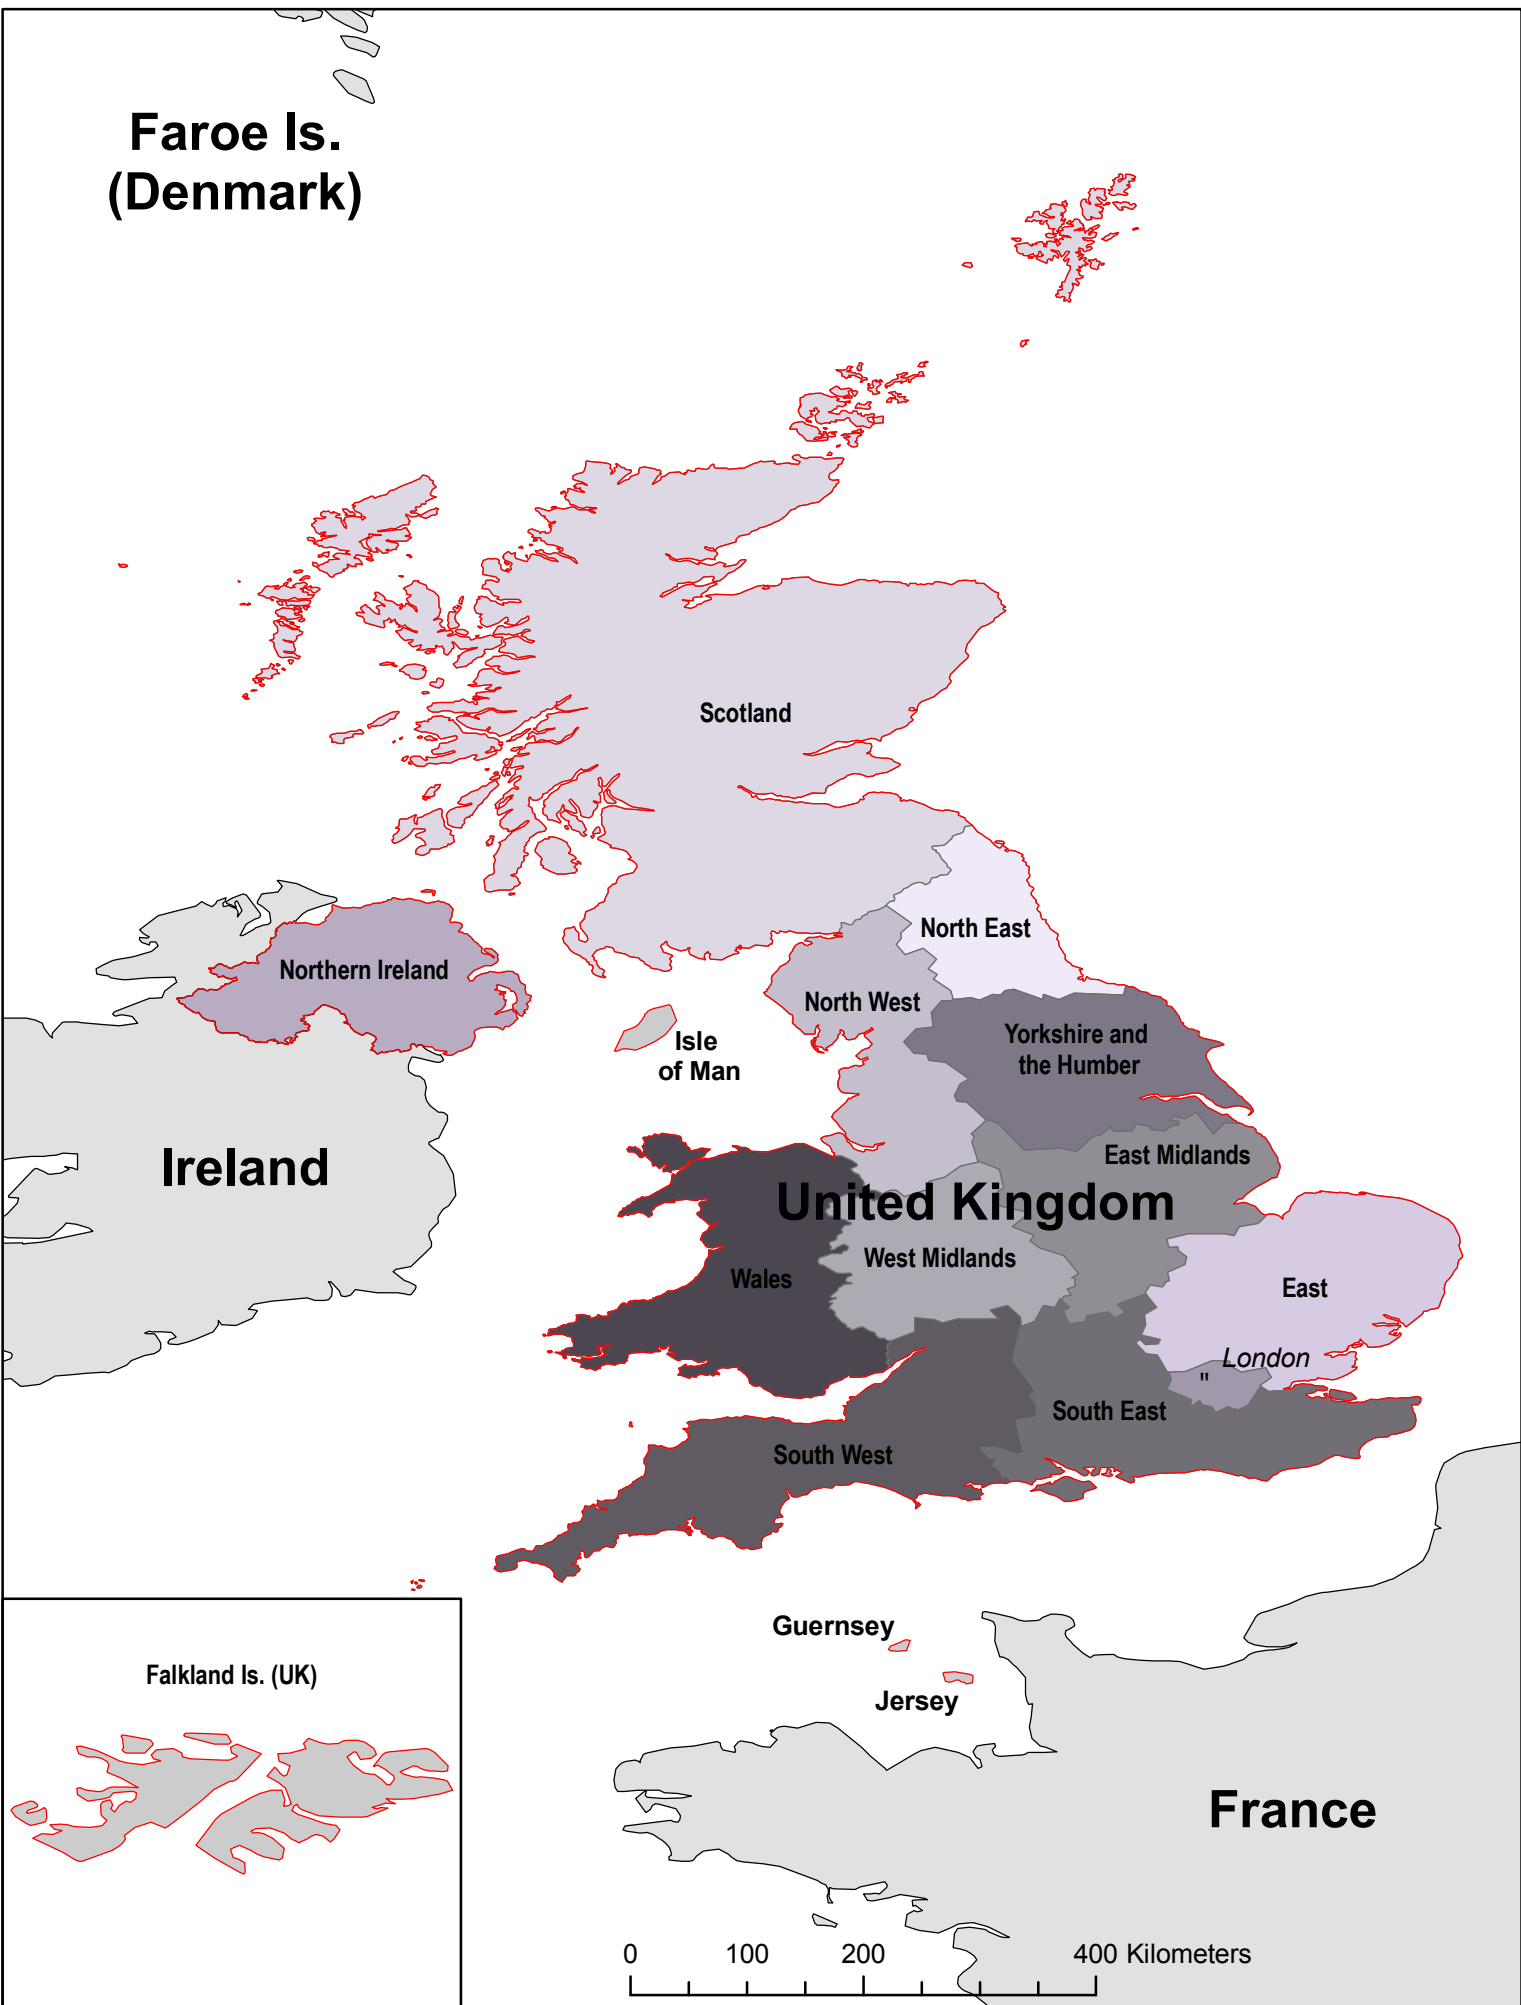 Faroe Is.
(Denmark)
Scotland
North East
Northern Ireland
North West
Isle
of Man
Yorkshire and
the Humber
Ireland
East Midlands
United Kingdom
West Midlands
Wales
East
London
"
South East
South West
Guernsey
Jersey
Falkland Is. (UK)
France
0 100 200 400 Kilometers